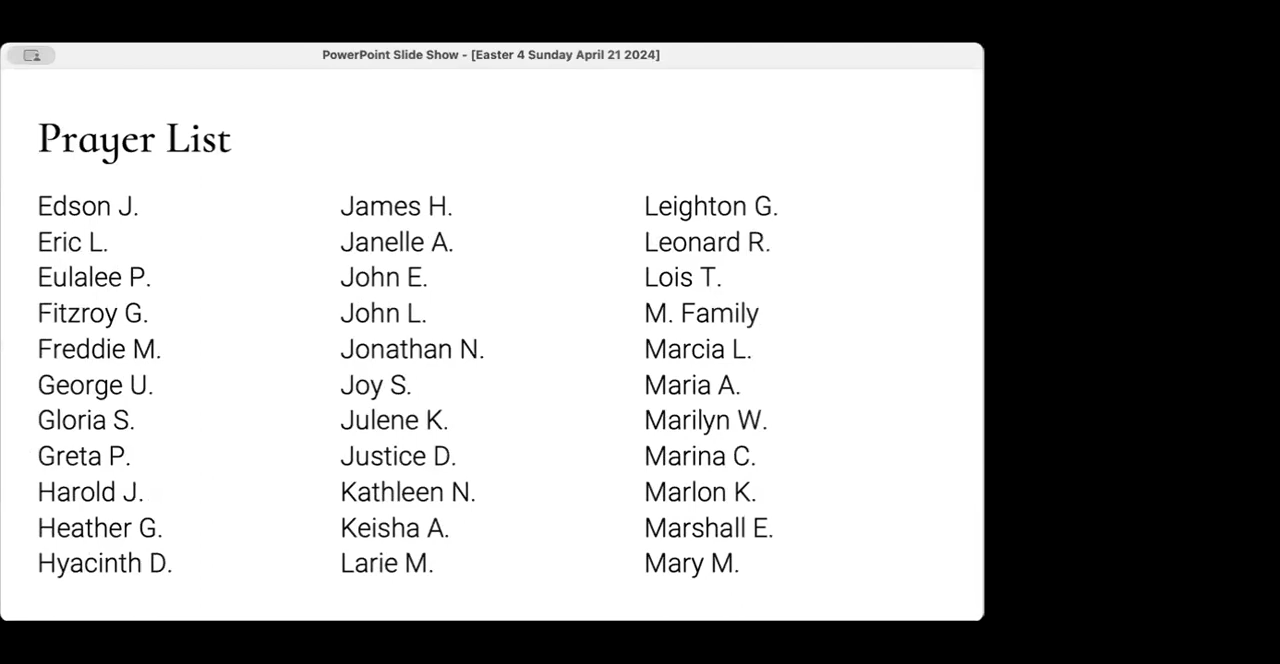 PowerPoint Slide Show - [Easter 4 Sunday April 21 2024]
Prayer List
Edson J.
Eric L.
Eulalee P.
Fitzroy G.
Freddie M.
George U.
Gloria S.
Greta P.
Harold J.
Heather G.
Hyacinth D.
James H.
Janelle A.
John E.
John L.
Jonathan N.
Joy S.
Julene K.
Justice D.
Kathleen N.
Keisha A.
Larie M.
Leighton G.
Leonard R.
Lois T.
M. Family
Marcia L.
Maria A.
Marilyn W.
Marina C.
Marlon K.
Marshall E.
Mary M.